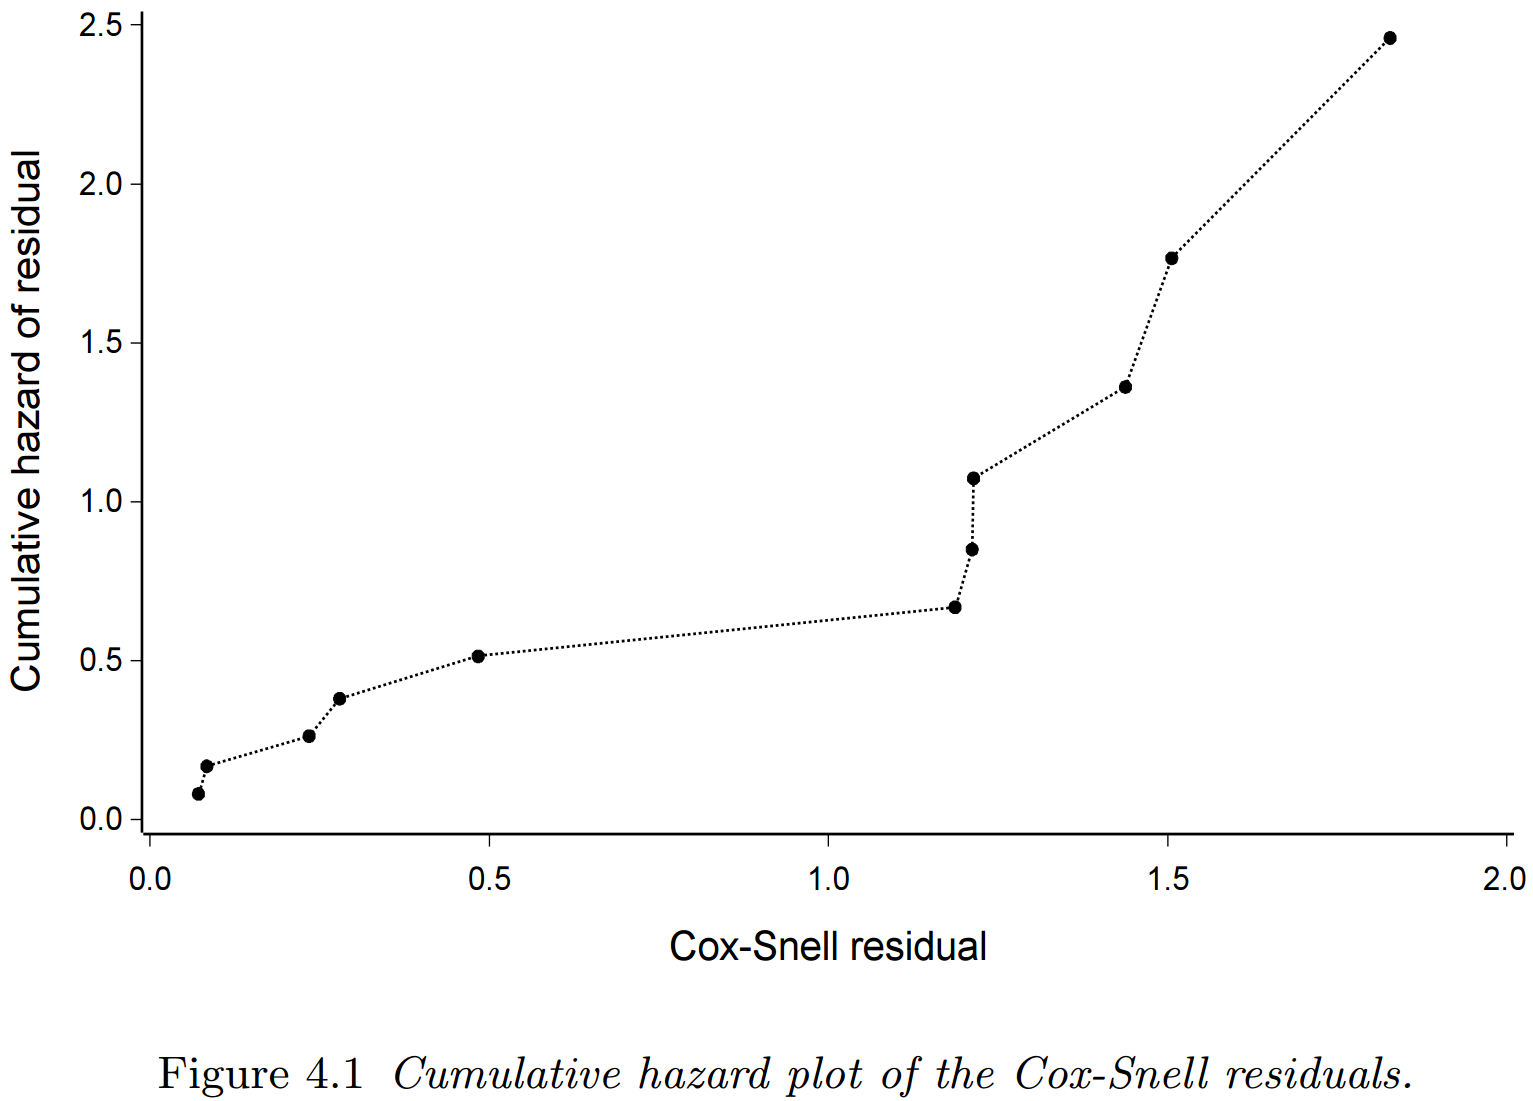 2.5
2.0
1.5
1.0
0.5
0.0
Cumulative hazard of residual
0.0 0.5 1.0 1.5 2.0
Cox-Snell residual
Figure 4.1 Cumulative hazard plot of the Cox-Snell residuals.